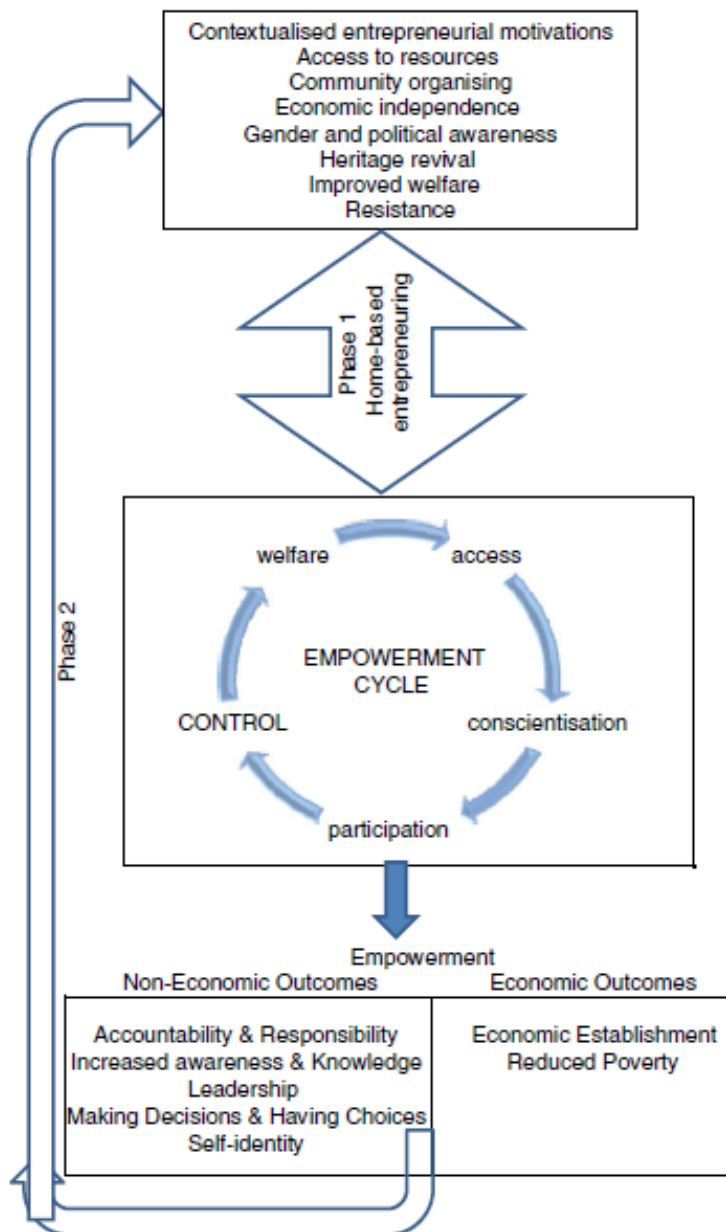 Contextualised entrepreneurial motivations
Access to resources
Community organising
Economic independence
Gender and political awareness
Heritage revival
Improved welfare
Resistance
Phase 1
Home-based
entrepreneuring
Phase 2
welfare
access
EMPOWERMENT
CYCLE
CONTROL
conscientisation
participation
Empowerment
Non-Economic Outcomes
Economic Outcomes
Accountability & Responsibility
Increased awareness & Knowledge
Leadership
Making Decisions & Having Choices
Self-identity
Economic Establishment
Reduced Poverty